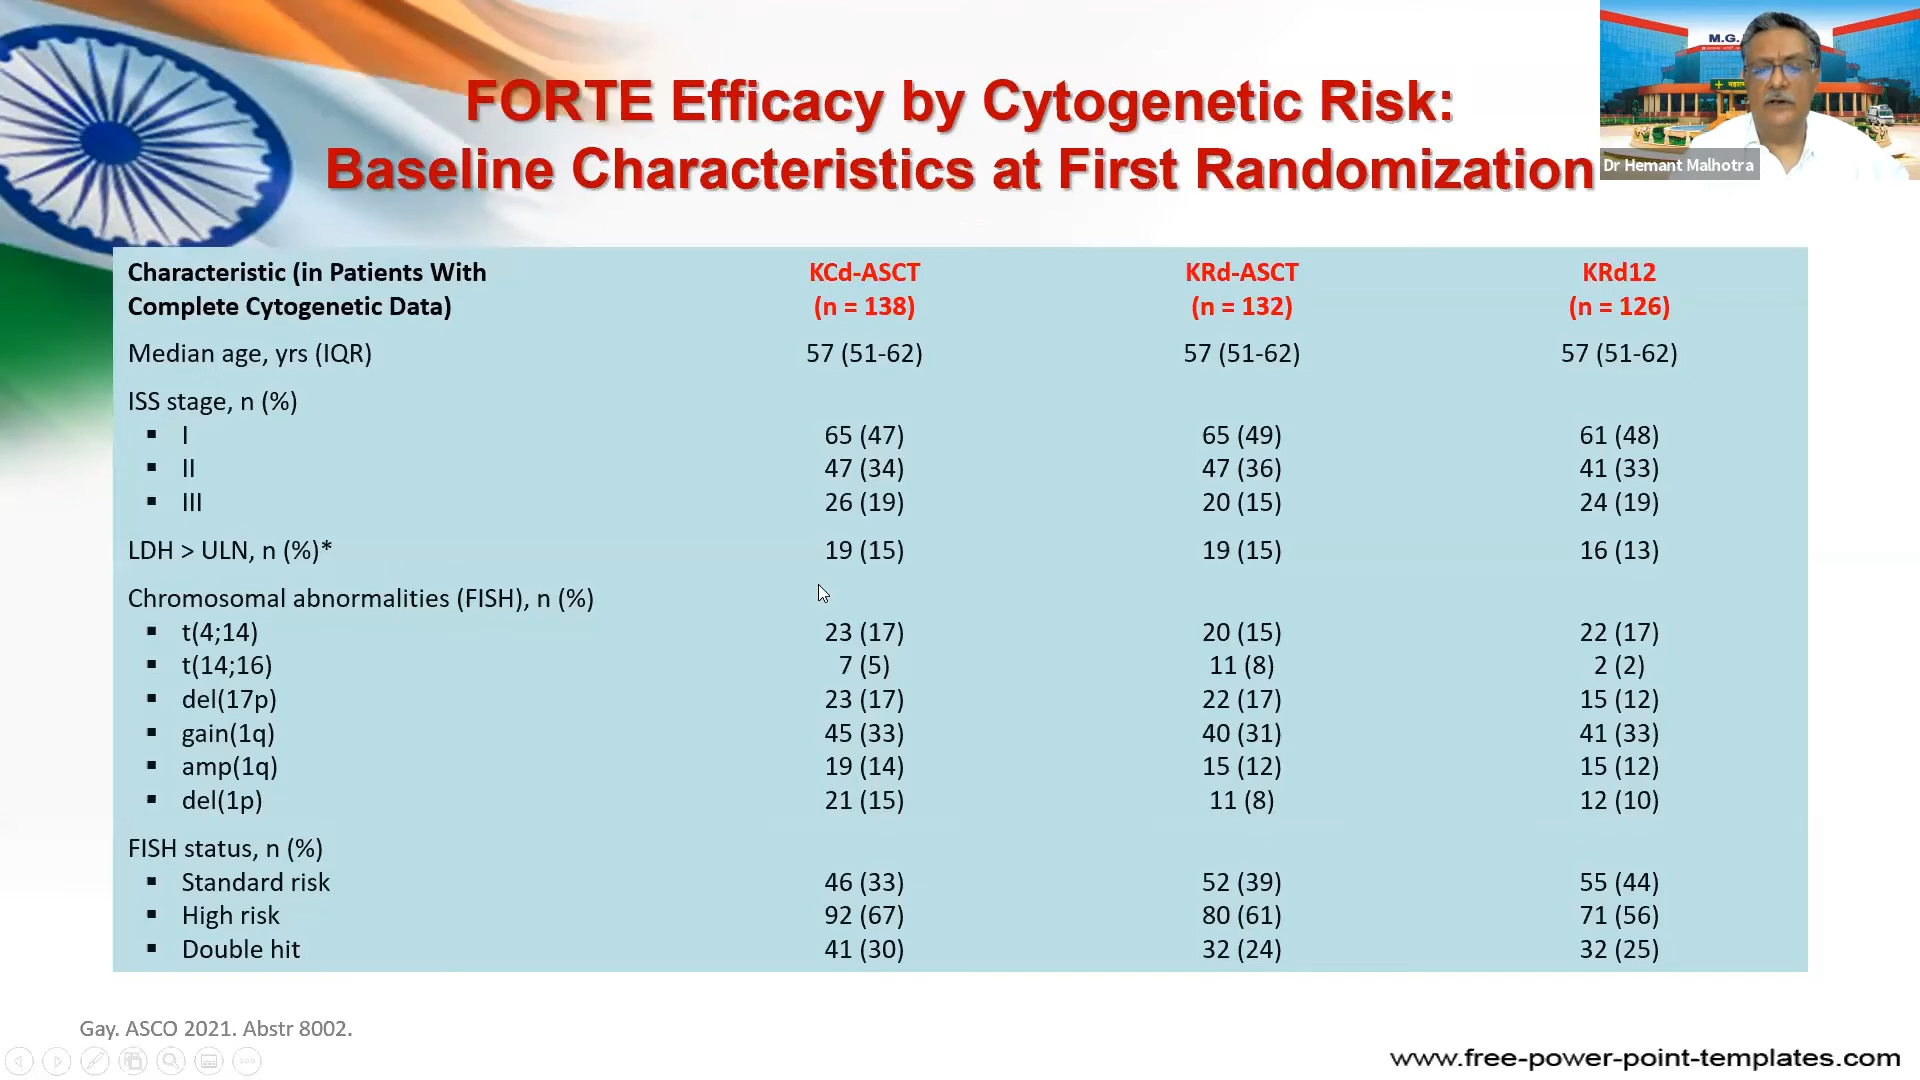 M.G.
Dr Hemant Malhotra
FORTE Efficacy by Cytogenetic Risk:
Baseline Characteristics at First Randomization
Characteristic (in Patients With Complete Cytogenetic Data) KCd-ASCT (n = 138) KRd-ASCT (n = 132) KRd12 (n = 126)
Median age, yrs (IQR) 57 (51-62) 57 (51-62) 57 (51-62)
ISS stage, n (%)
▪ I 65 (47) 65 (49) 61 (48)
▪ II 47 (34) 47 (36) 41 (33)
▪ III 26 (19) 20 (15) 24 (19)
LDH > ULN, n (%)* 19 (15) 19 (15) 16 (13)
Chromosomal abnormalities (FISH), n (%)
▪ t(4;14) 23 (17) 20 (15) 22 (17)
▪ t(14;16) 7 (5) 11 (8) 2 (2)
▪ del(17p) 23 (17) 22 (17) 15 (12)
▪ gain(1q) 45 (33) 40 (31) 41 (33)
▪ amp(1q) 19 (14) 15 (12) 15 (12)
▪ del(1p) 21 (15) 11 (8) 12 (10)
FISH status, n (%)
▪ Standard risk 46 (33) 52 (39) 55 (44)
▪ High risk 92 (67) 80 (61) 71 (56)
▪ Double hit 41 (30) 32 (24) 32 (25)
Gay. ASCO 2021. Abstr 8002.
www.free-power-point-templates.com